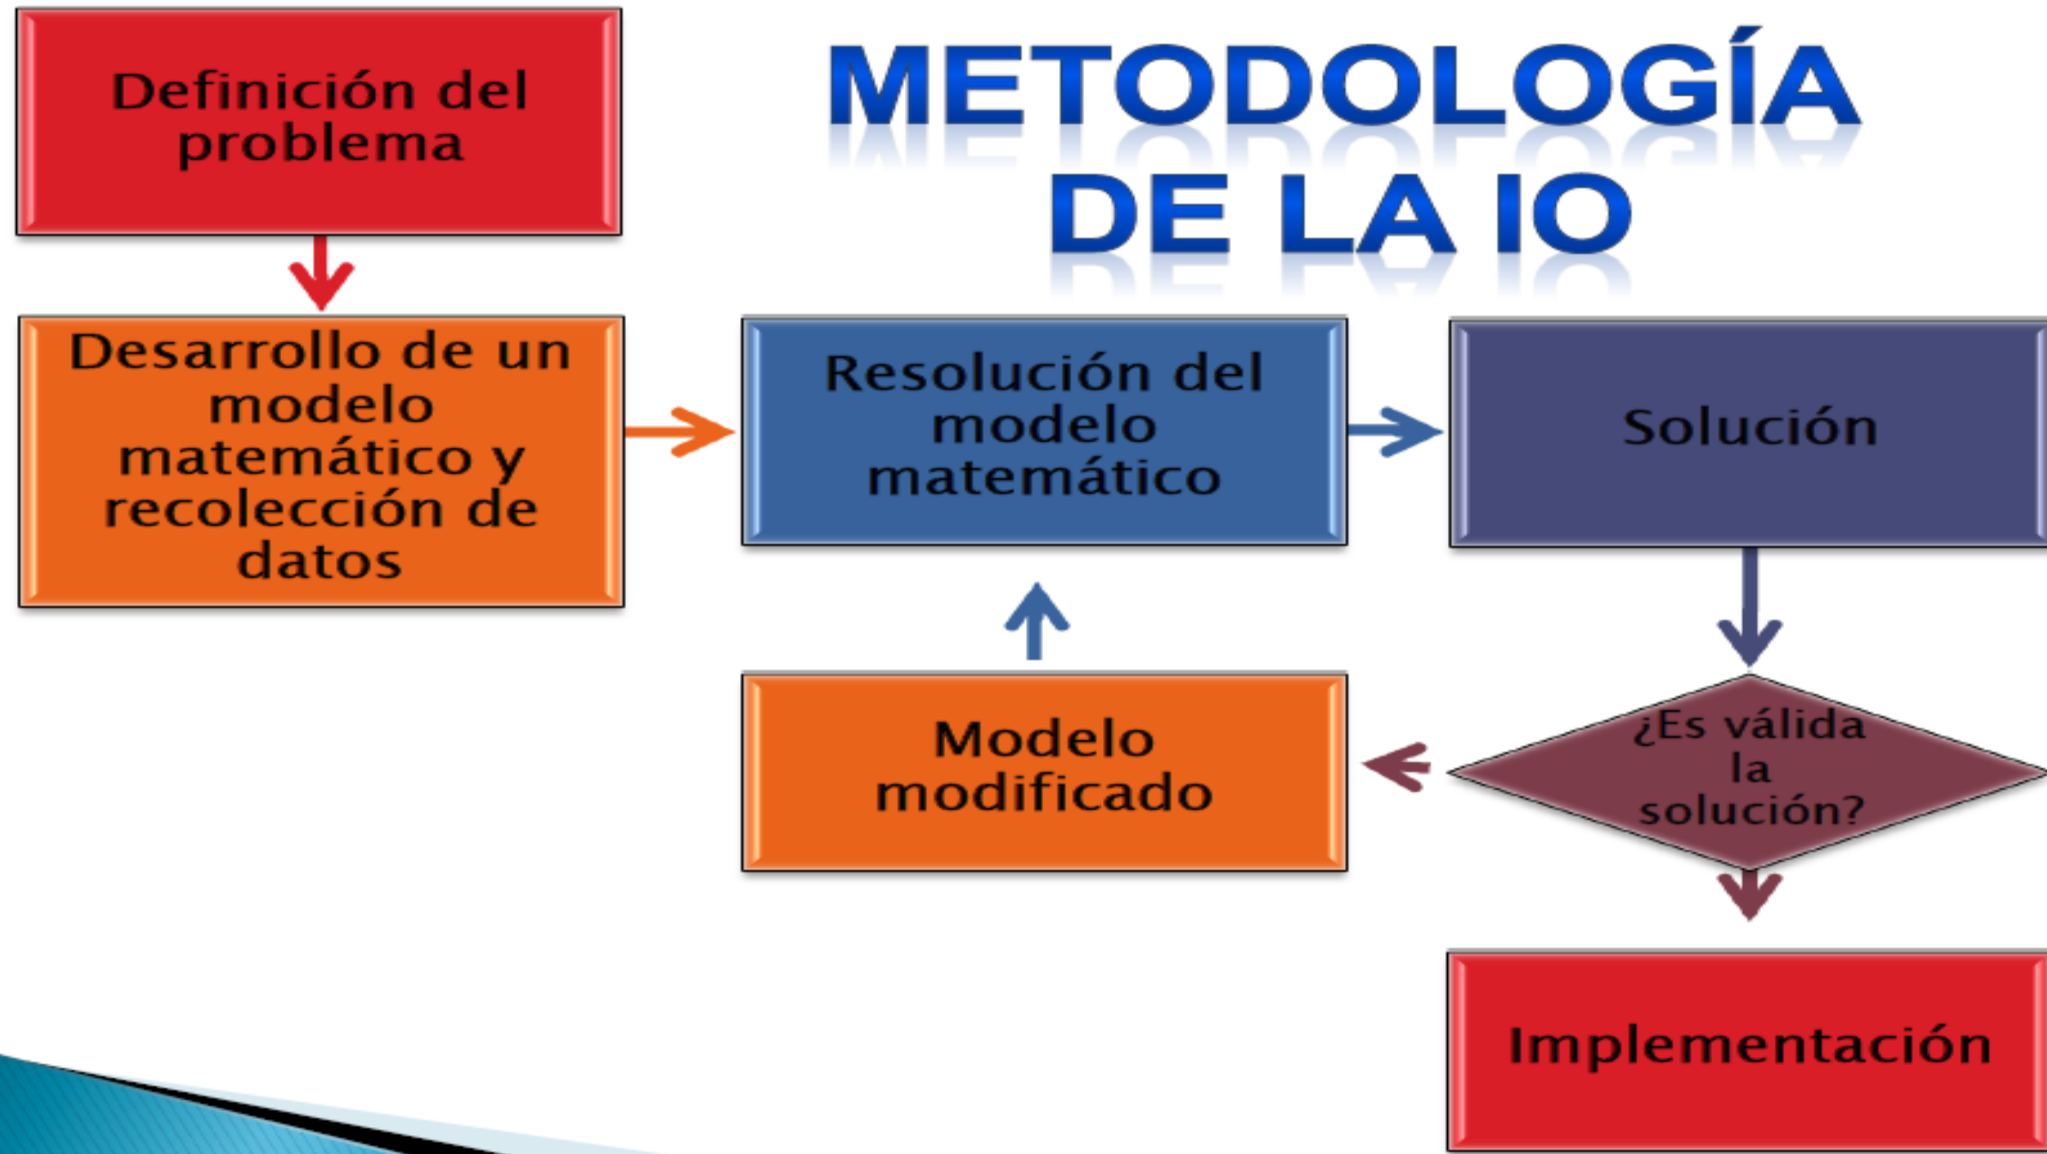 METODOLOGÍA
DE LA IO
Definición del
problema
Desarrollo de un
modelo
matemático y
recolección de
datos
Resolución del
modelo
matemático
Solución
¿Es válida
la
solución?
Modelo
modificado
Implementación